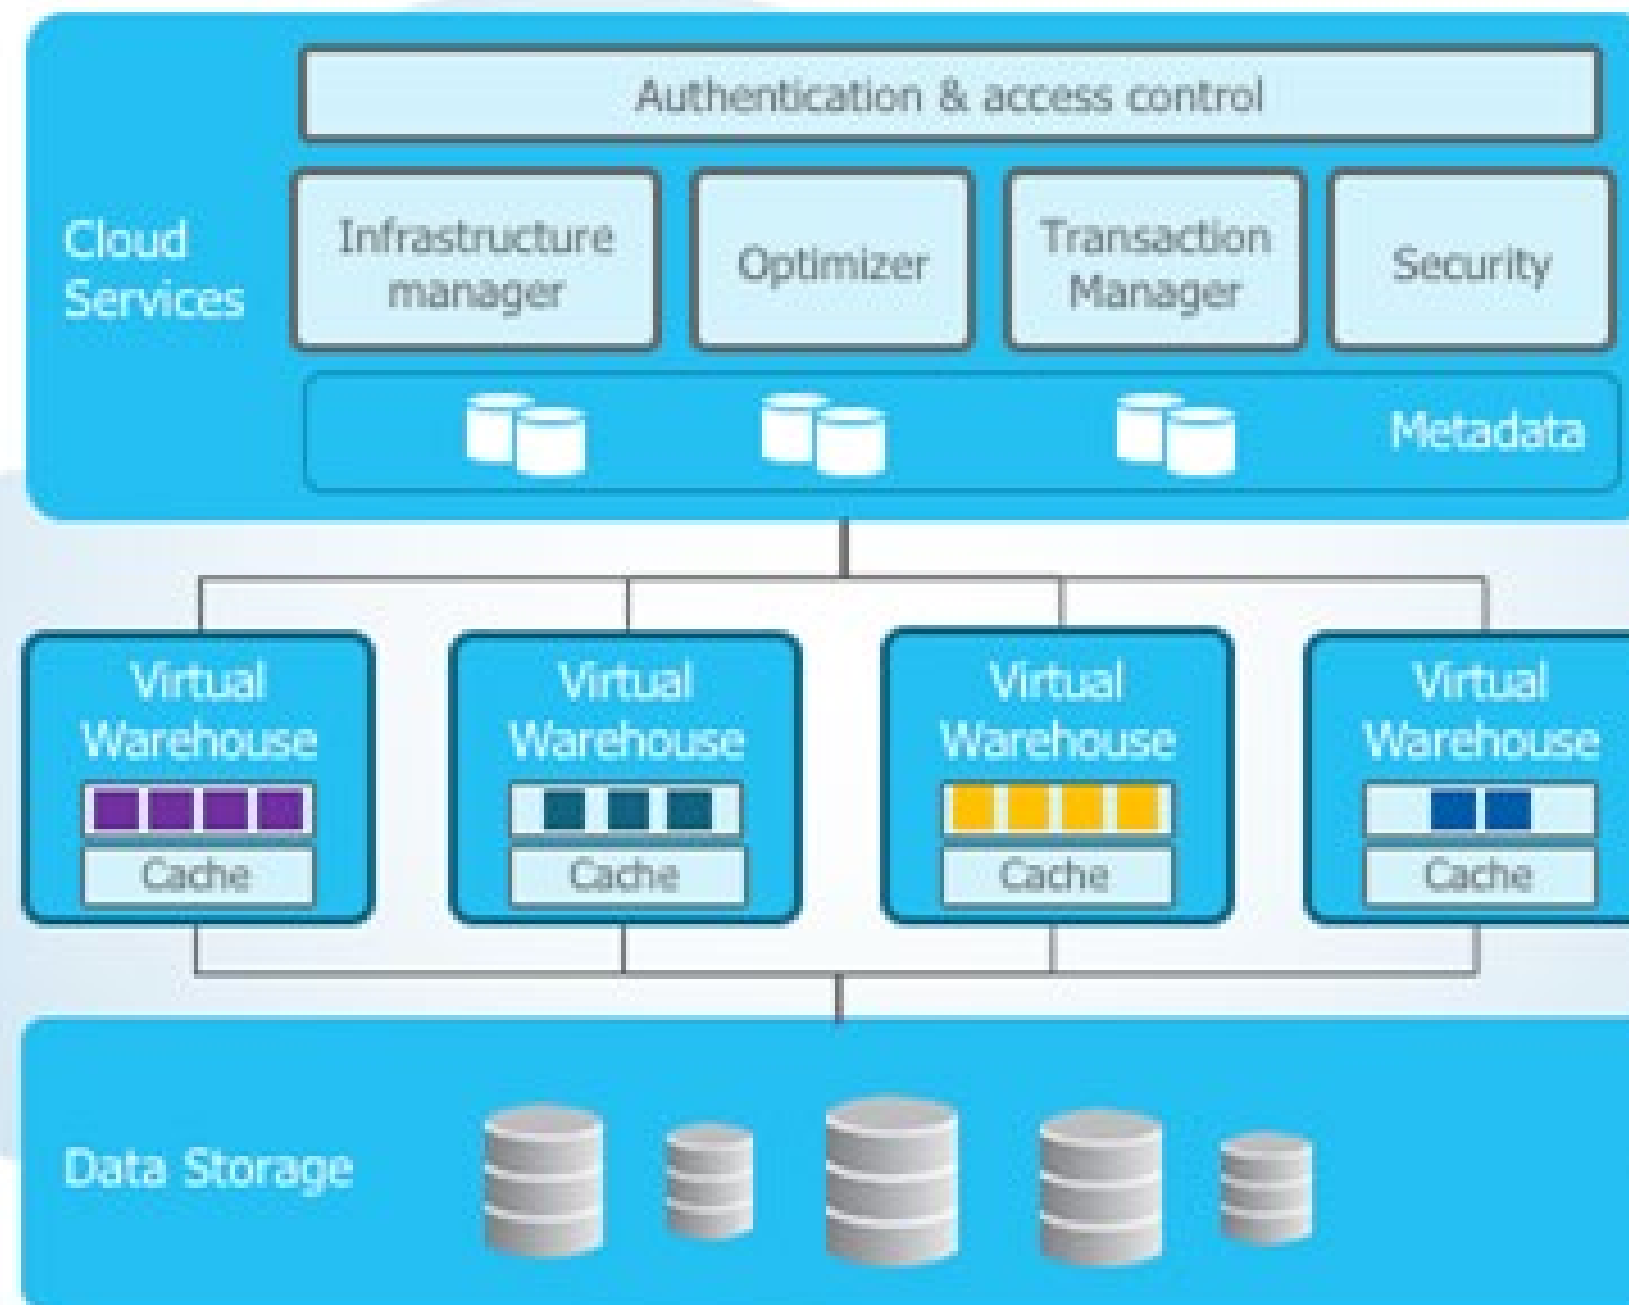 Authentication & access control
Cloud
Services
Infrastructure
manager
Optimizer
Transaction
Manager
Security
Metadata
Virtual
Warehouse
Cache
Virtual
Warehouse
Cache
Virtual
Warehouse
Cache
Virtual
Warehouse
Cache
Data Storage